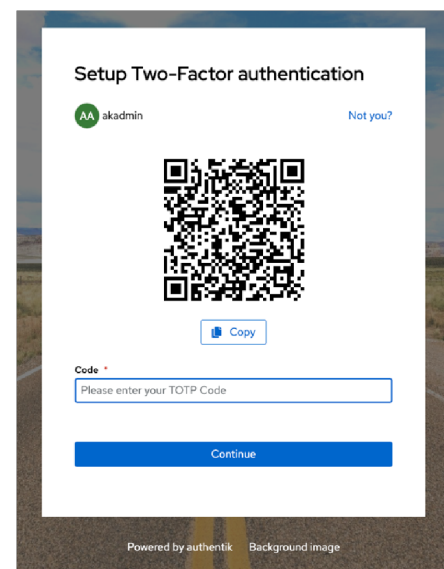 Setup Two-Factor authentication
AA akadmin Not you?
Copy
Code *
Please enter your TOTP Code
Continue
Powered by authentik Background image